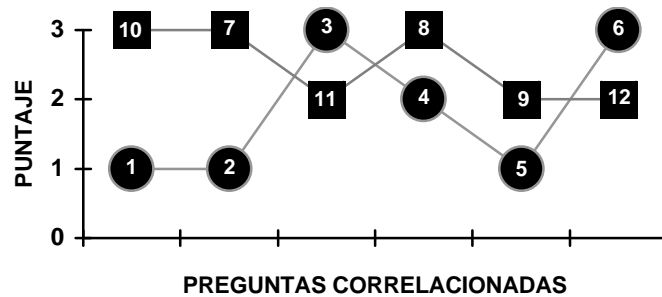 PUNTAJE
3
2
1
0
10 7 3 8 6
11 4 9 12
1 2 5
PREGUNTAS CORRELACIONADAS